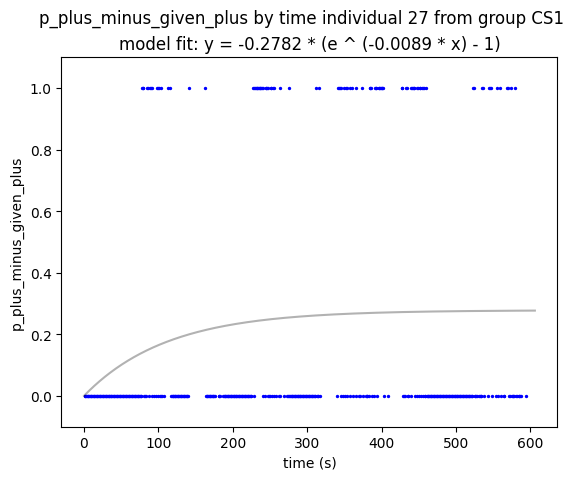 p_plus_minus_given_plus by time individual 27 from group CS1
model fit: y = -0.2782 * (e ^ (-0.0089 * x) - 1)
1.0
0.8
0.6
0.4
0.2
0.0
p_plus_minus_given_plus
0 100 200 300 400 500 600
time (s)